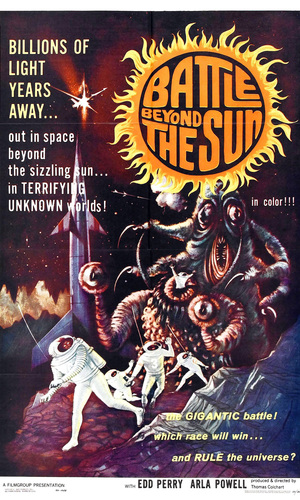 BILLIONS OF
LIGHT
YEARS
AWAY...
out in space
beyond
the sizzling sun...
in TERRIFYING
UNKNOWN worlds!
BATTLE
BEYOND
THE SUN
in color!!!
the GIGANTIC battle!
which race will win...
and RULE the universe?
A FILMGROUP PRESENTATION
WITH EDD PERRY ARLA POWELL
produced & directed by
Thomas Colchart